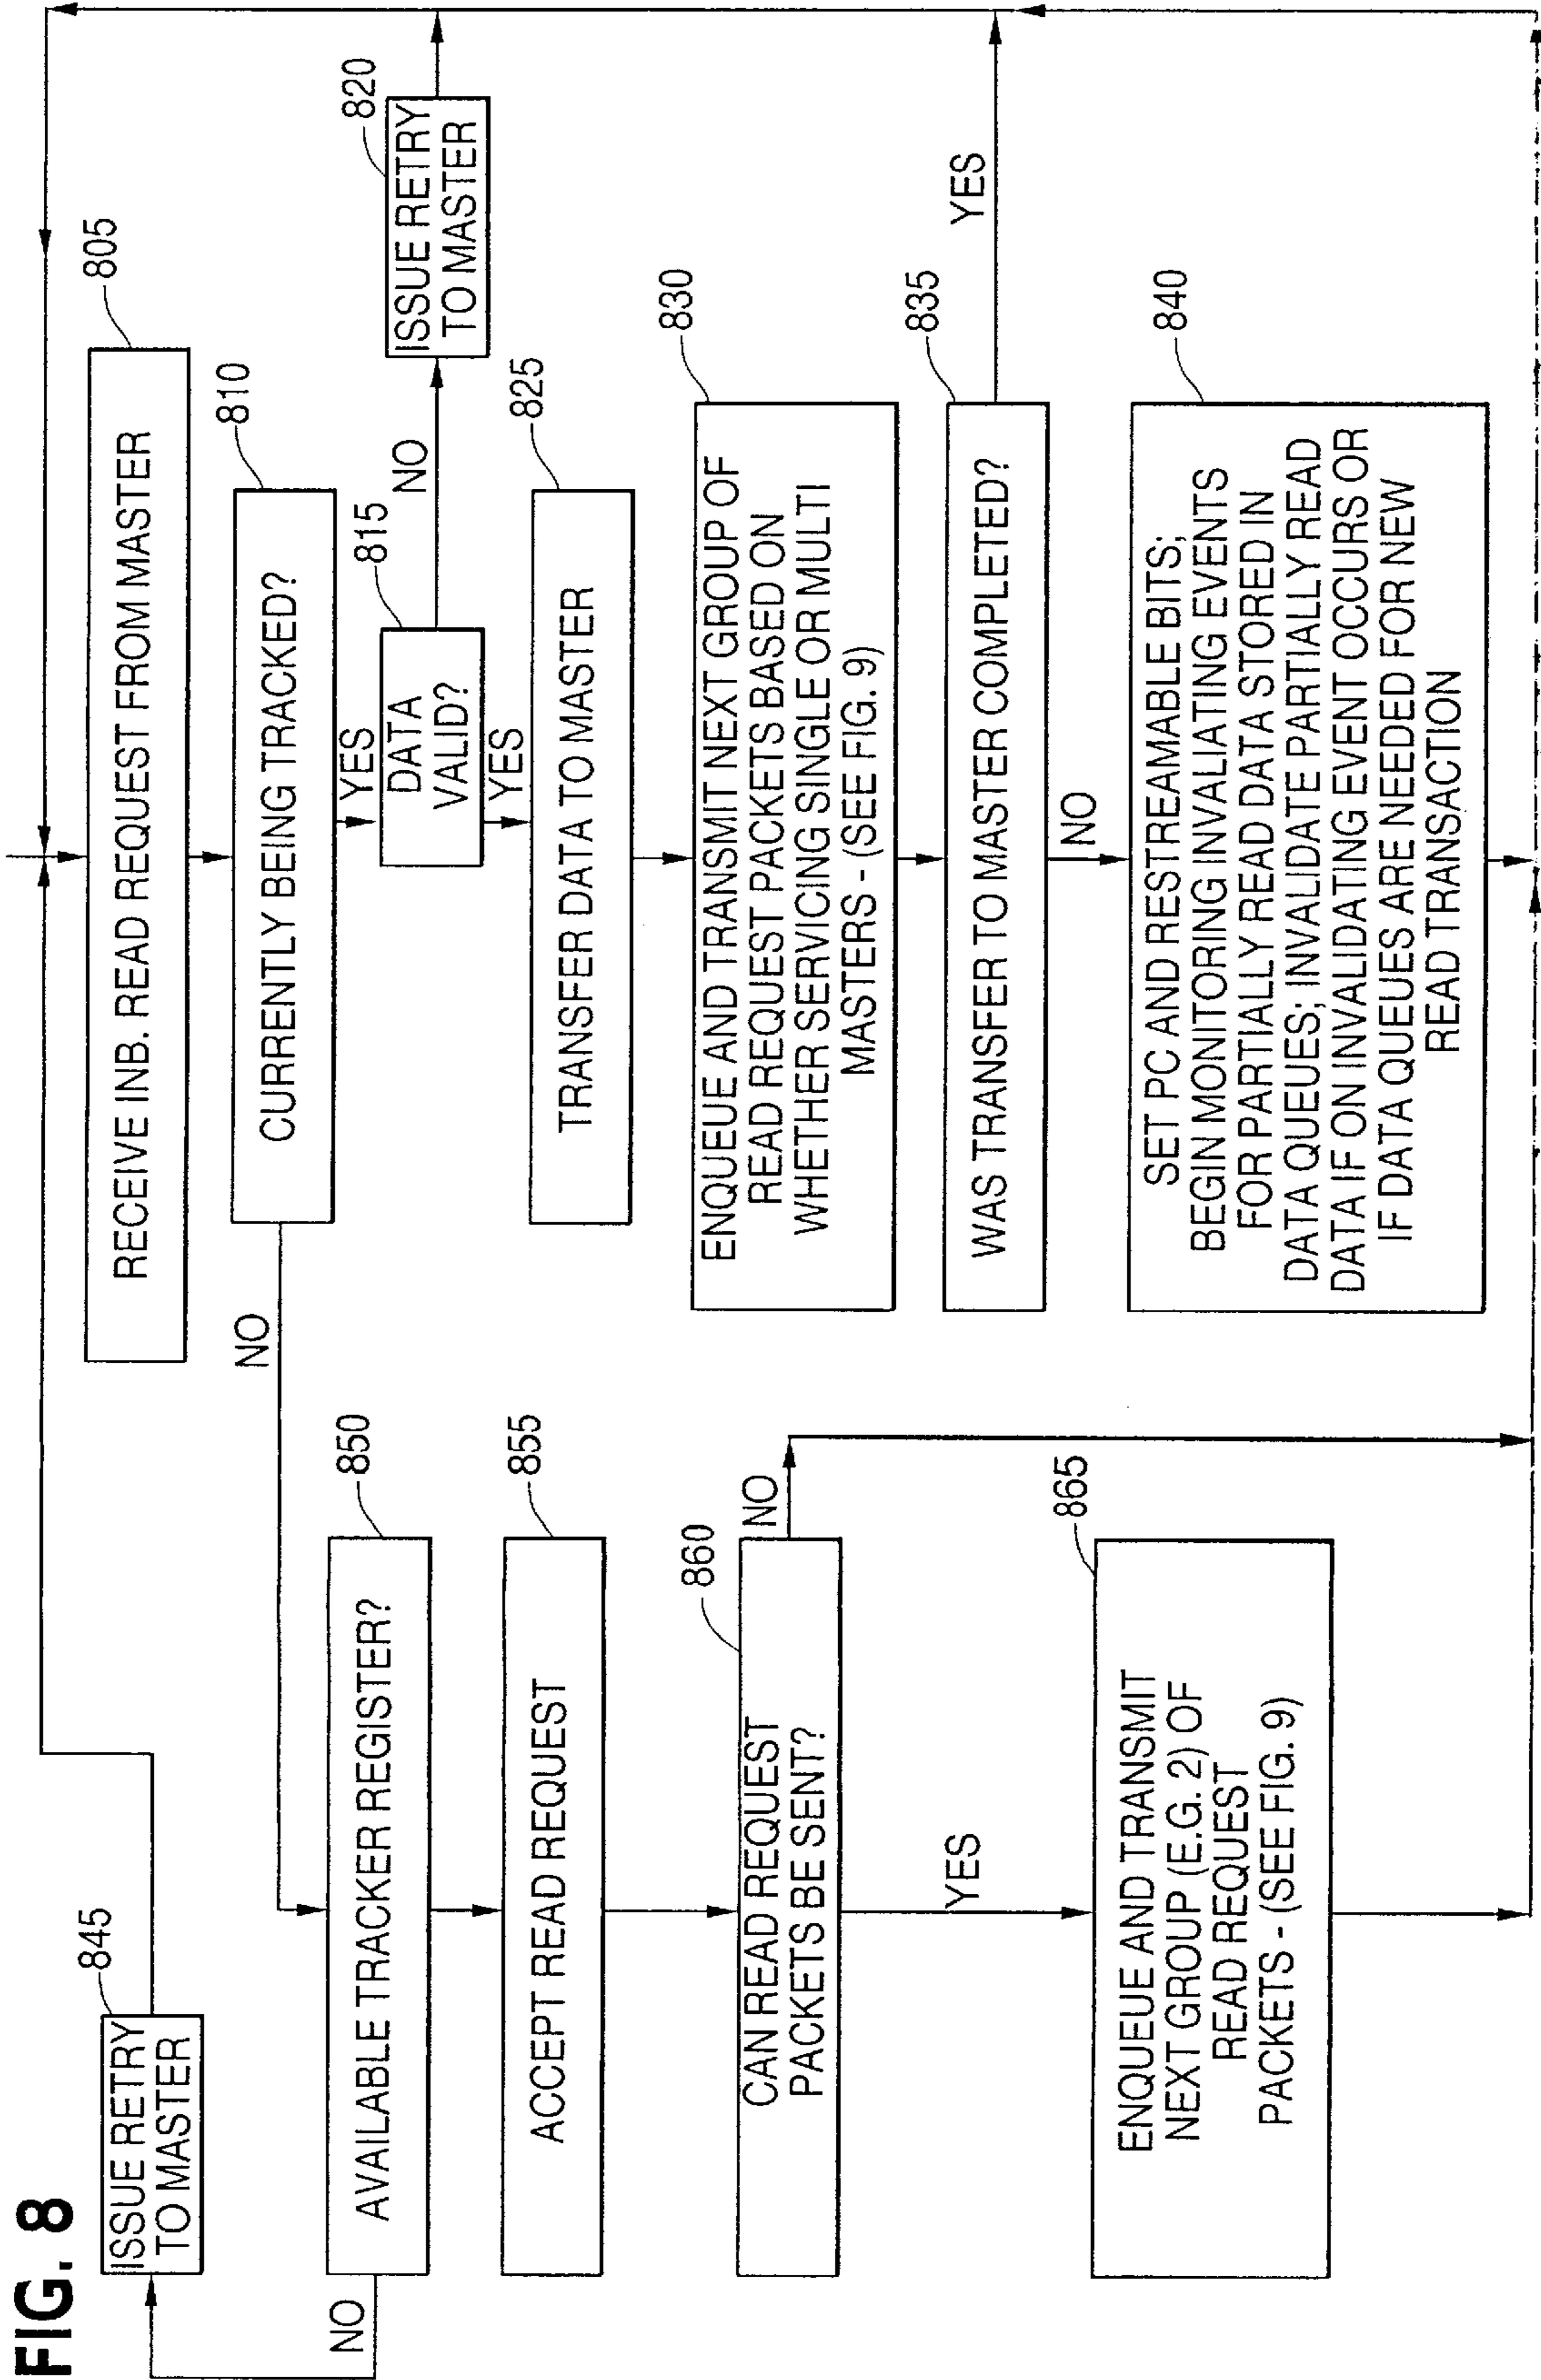 FIG. 8
RECEIVE INB. READ REQUEST FROM MASTER
805
CURRENTLY BEING TRACKED?
810
NO
YES
DATA
VALID?
815
NO
ISSUE RETRY
TO MASTER
820
YES
TRANSFER DATA TO MASTER
825
ENQUEUE AND TRANSMIT NEXT GROUP OF
READ REQUEST PACKETS BASED ON
WHETHER SERVICING SINGLE OR MULTI
MASTERS - (SEE FIG. 9)
830
WAS TRANSFER TO MASTER COMPLETED?
835
YES
NO
SET PC AND RESTREAMABLE BITS;
BEGIN MONITORING INVALIATING EVENTS
FOR PARTIALLY READ DATA STORED IN
DATA QUEUES; INVALIDATE PARTIALLY READ
DATA IF ON INVALIDATING EVENT OCCURS OR
IF DATA QUEUES ARE NEEDED FOR NEW
READ TRANSACTION
840
ISSUE RETRY
TO MASTER
845
NO
AVAILABLE TRACKER REGISTER?
850
ACCEPT READ REQUEST
855
CAN READ REQUEST
PACKETS BE SENT?
860
NO
YES
ENQUEUE AND TRANSMIT
NEXT GROUP (E.G. 2) OF
READ REQUEST
PACKETS - (SEE FIG. 9)
865